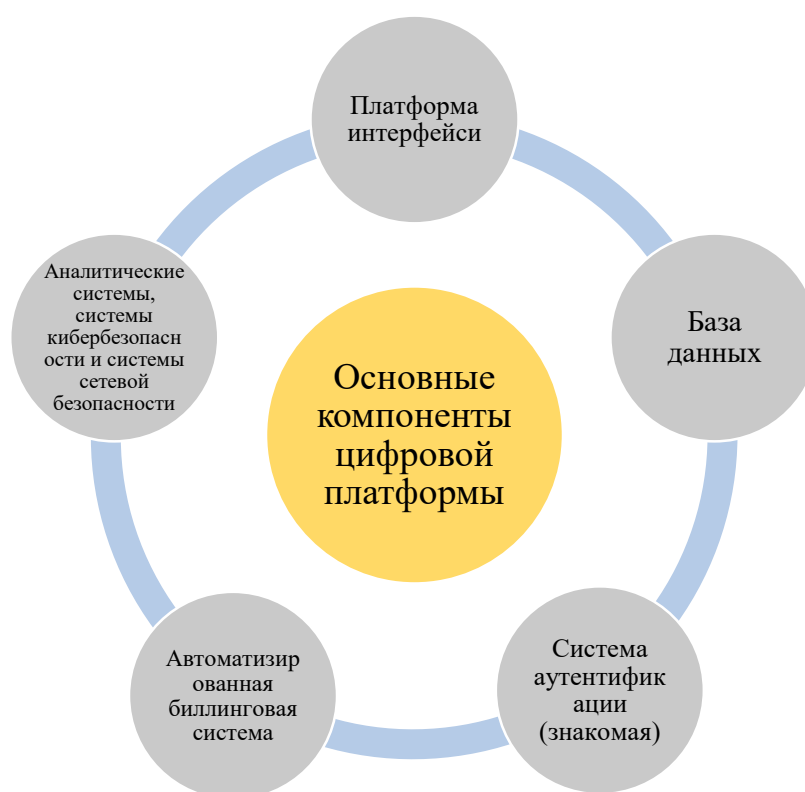 Платформа
интерфейси
База
данных
Система
аутентифик
ации
(знакомая)
Автоматизир
ованная
биллинговая
система
Аналитические
системы,
системы
кибербезопасн
ости и системы
сетевой
безопасности
Основные
компоненты
цифровой
платформы